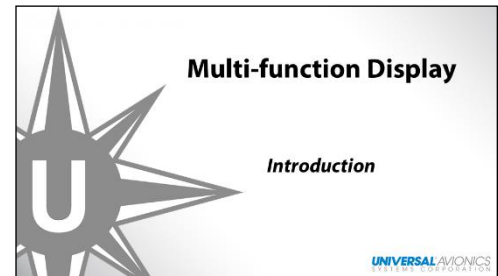 Multi-function Display
Introduction
U
UNIVERSAL AVIONICS
SYSTEMS CORPORATION